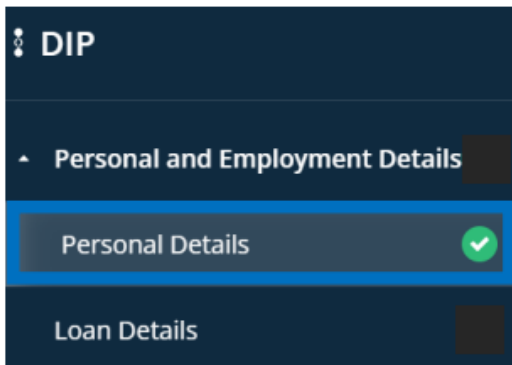 DIP
Personal and Employment Details
Personal Details
Loan Details